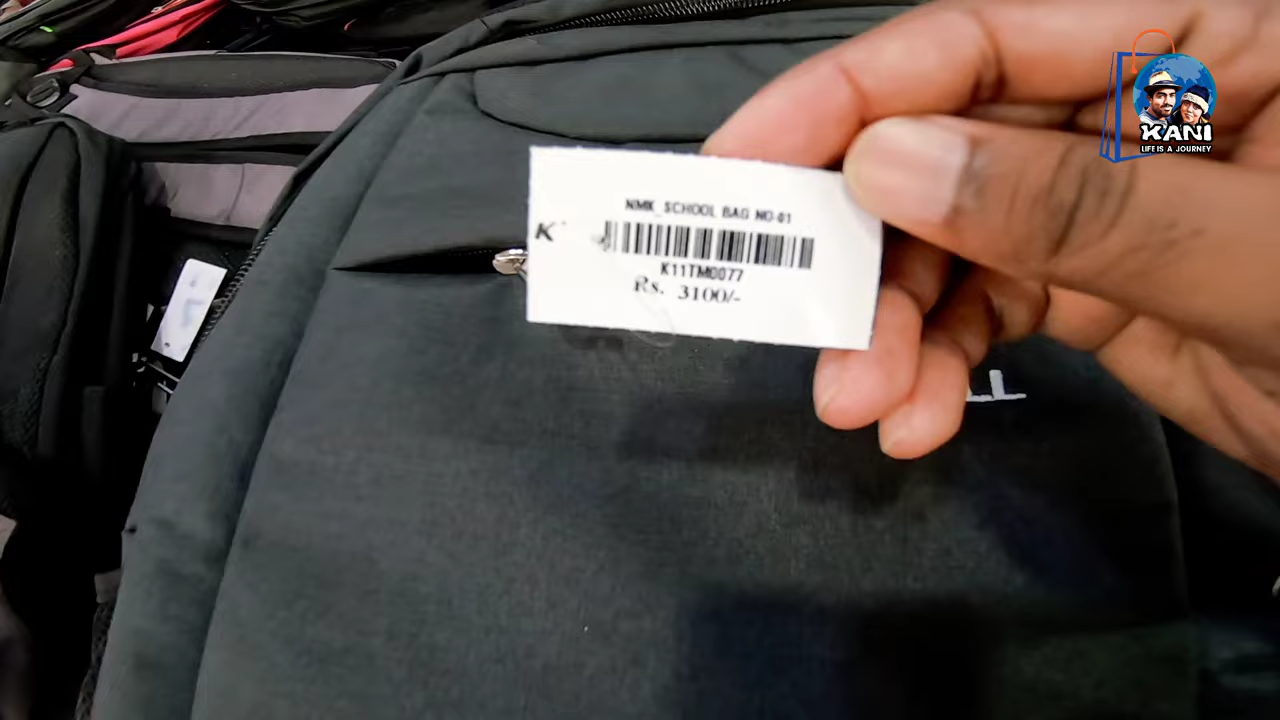 KANI
LIFE IS A JOURNEY
NMK_SCHOOL BAG NO-01
K
K11TM0077
Rs. 3100/-